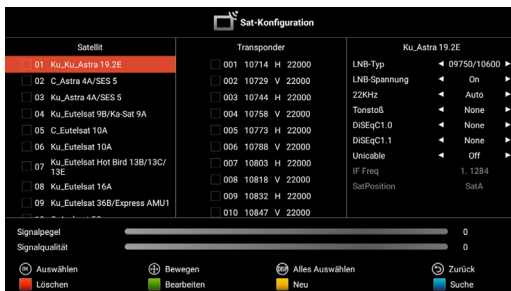 Sat-Konfiguration
Satellit Transponder Ku_Astra 19.2E
01 Ku_Ku_Astra 19.2E 001 10714 H 22000 LNB-Typ 09750/10600
02 C_Astra 4A/SES 5 002 10729 V 22000 LNB-Spannung On
03 Ku_Astra 4A/SES 5 003 10744 H 22000 22KHz Auto
04 Ku_Eutelsat 9B/Ka-Sat 9A 004 10758 V 22000 Tonstoß None
05 C_Eutelsat 10A 005 10773 H 22000 DiSEqC1.0 None
06 Ku_Eutelsat 10A 006 10788 V 22000 DiSEqC1.1 None
07 Ku_Eutelsat Hot Bird 13B/13C/ 007 10803 H 22000 Unicable Off
13E
08 Ku_Eutelsat 16A 008 10818 V 22000 IF Freq 1. 1284
09 Ku_Eutelsat 36B/Express AMU1 009 10832 H 22000 SatPosition SatA
010 10847 V 22000
Signalpegel 0
Signalqualität 0
OK Auswählen Bewegen DISP Alles Auswählen Zurück
Löschen Bearbeiten Neu Suche